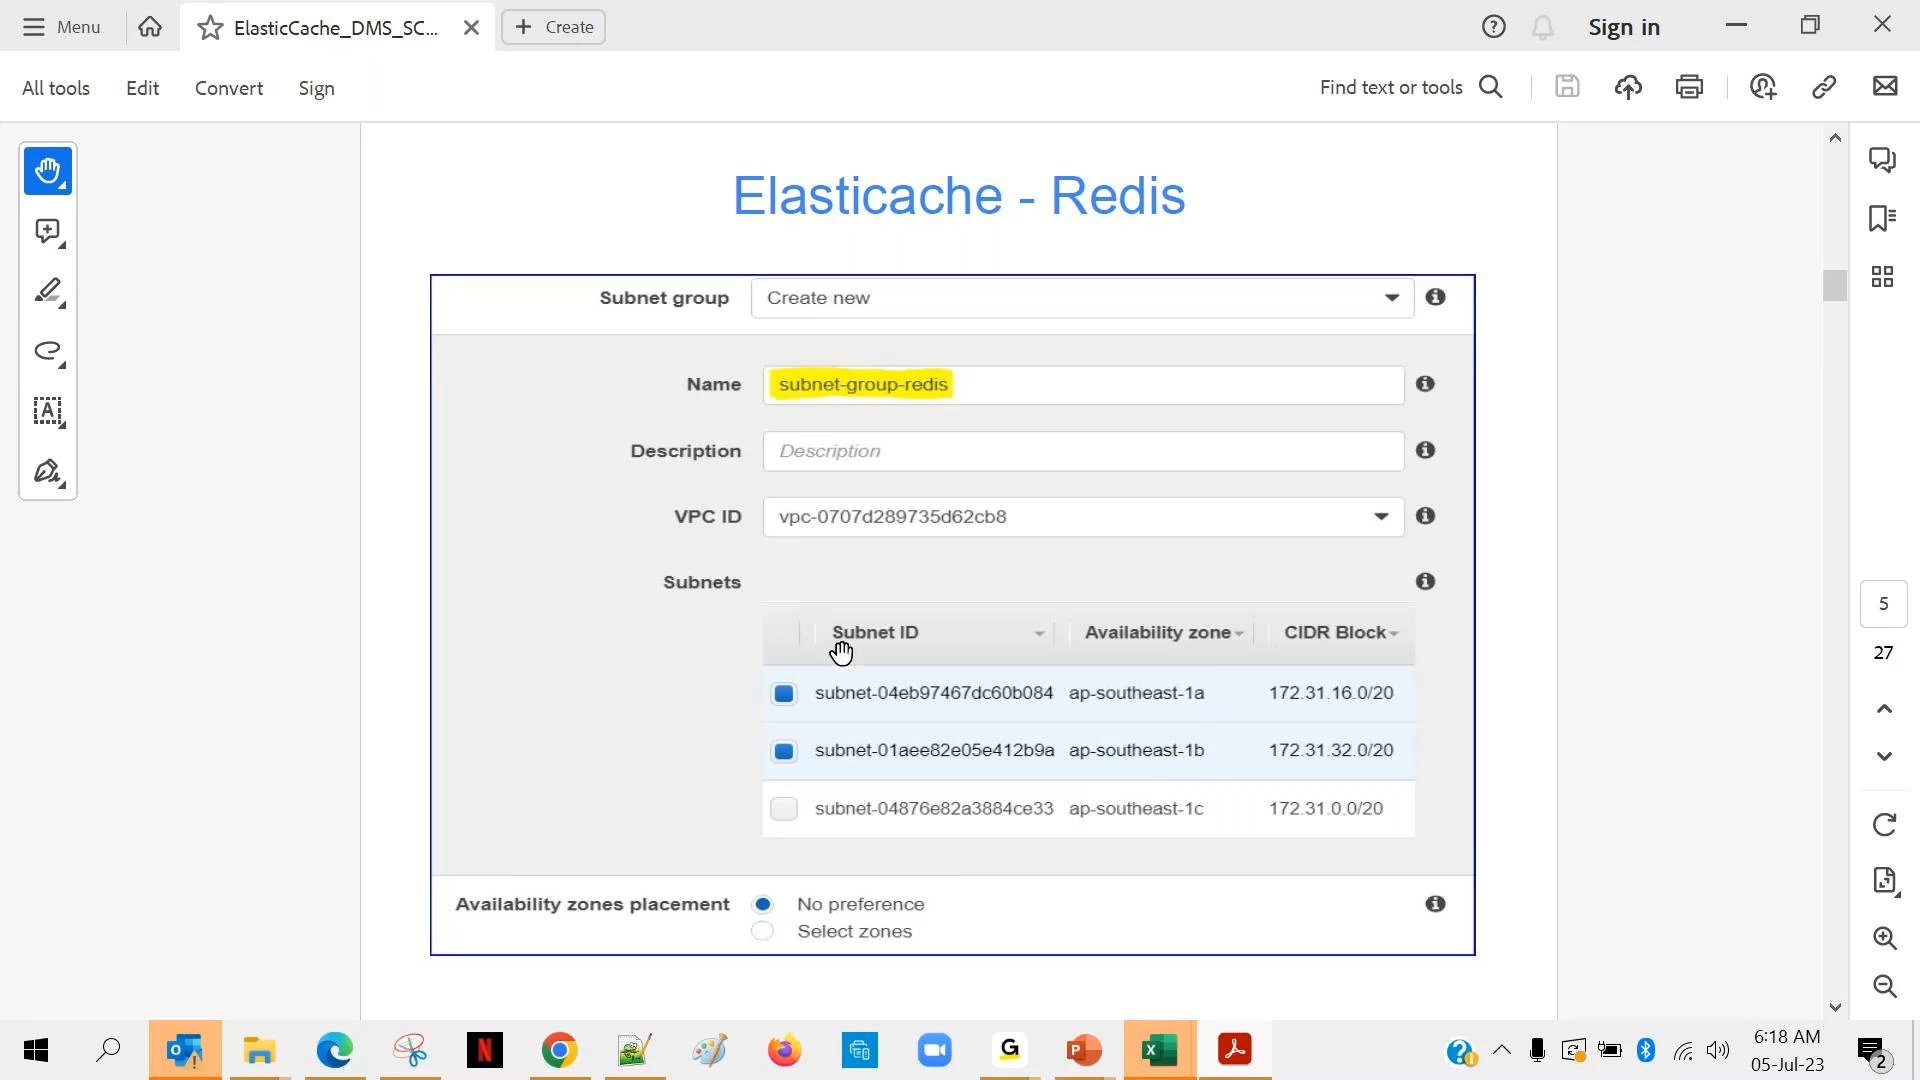 Menu
ElasticCache_DMS_SC...
Create
Sign in
All tools
Edit
Convert
Sign
Find text or tools
Elasticache - Redis
Subnet group
Create new
Name
subnet-group-redis
Description
Description
VPC ID
vpc-0707d289735d62cb8
Subnets
Subnet ID
Availability zone
CIDR Block
subnet-04eb97467dc60b084
ap-southeast-1a
172.31.16.0/20
subnet-01aee82e05e412b9a
ap-southeast-1b
172.31.32.0/20
subnet-04876e82a3884ce33
ap-southeast-1c
172.31.0.0/20
Availability zones placement
No preference
Select zones
5
27
6:18 AM
05-Jul-23
2